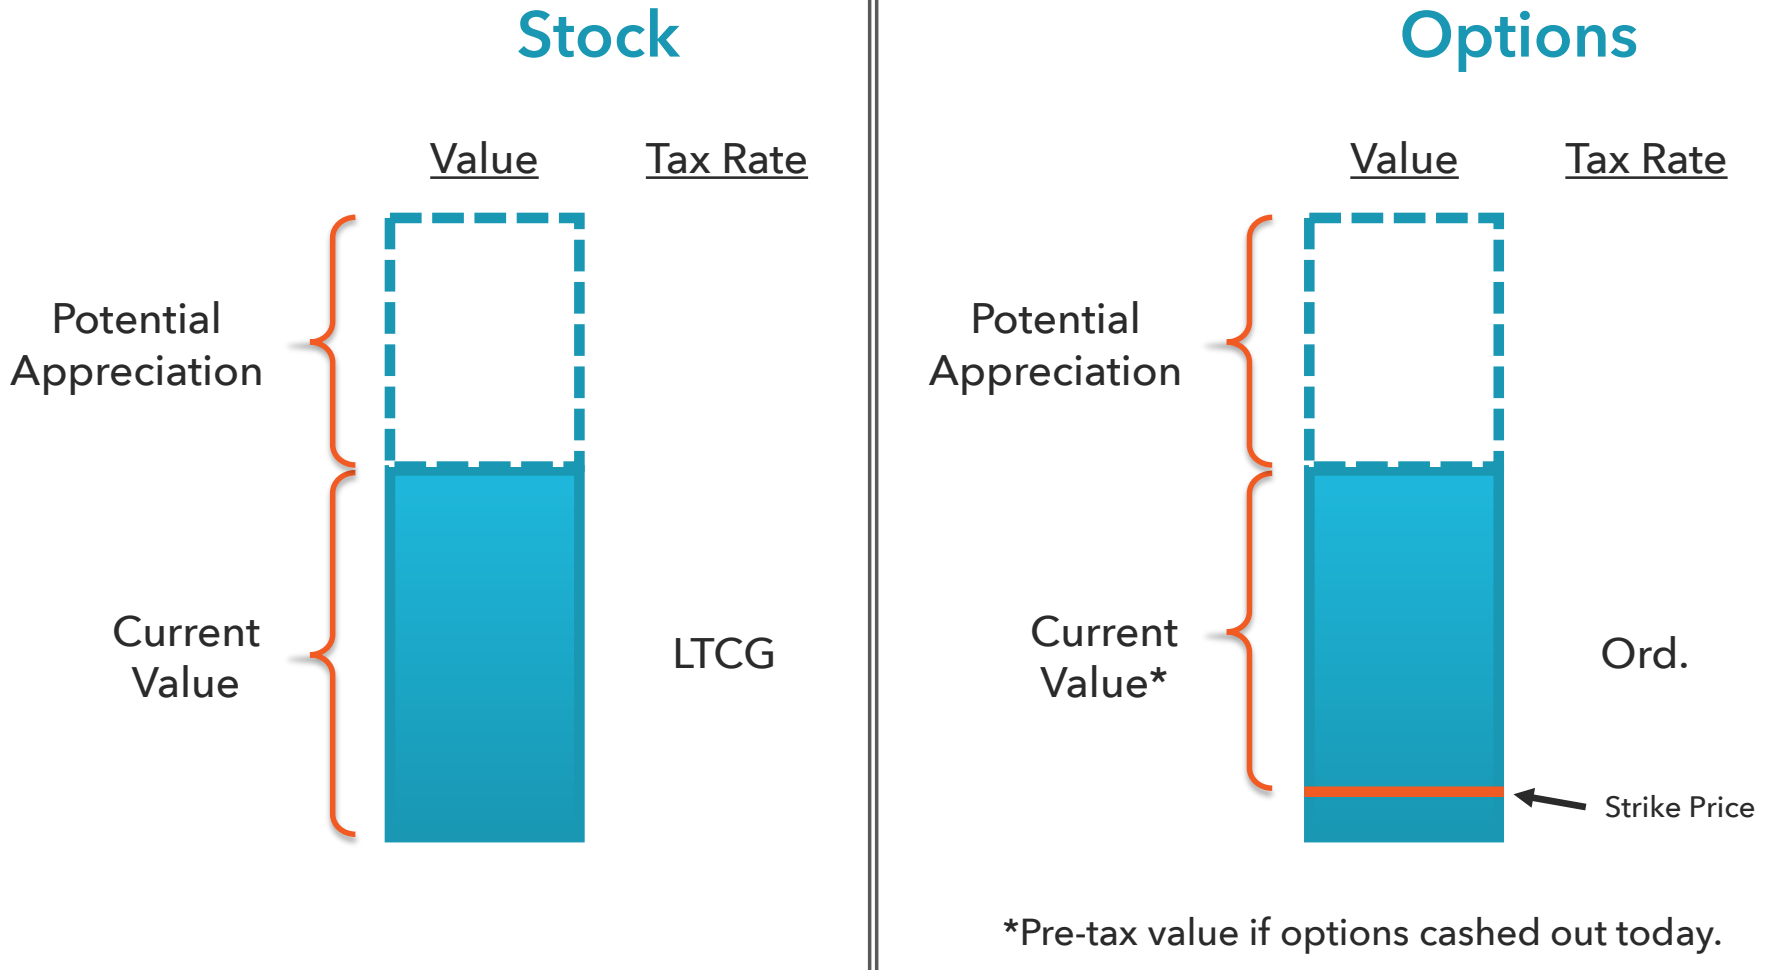 Stock
Value Tax Rate
Potential
Appreciation
Current
Value
LTCG
Options
Value Tax Rate
Potential
Appreciation
Current
Value*
Ord.
Strike Price
*Pre-tax value if options cashed out today.